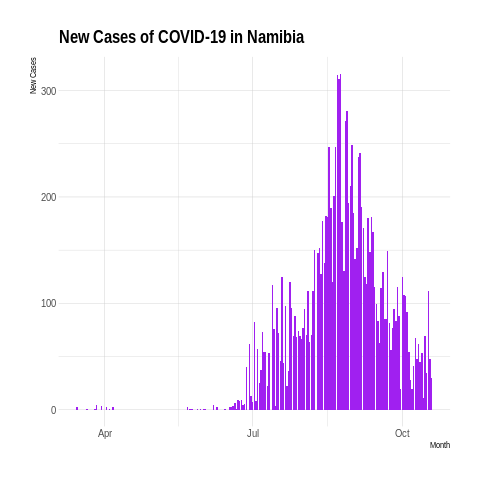 New Cases of COVID-19 in Namibia
New Cases
300
200
100
0
Apr
Jul
Oct
Month